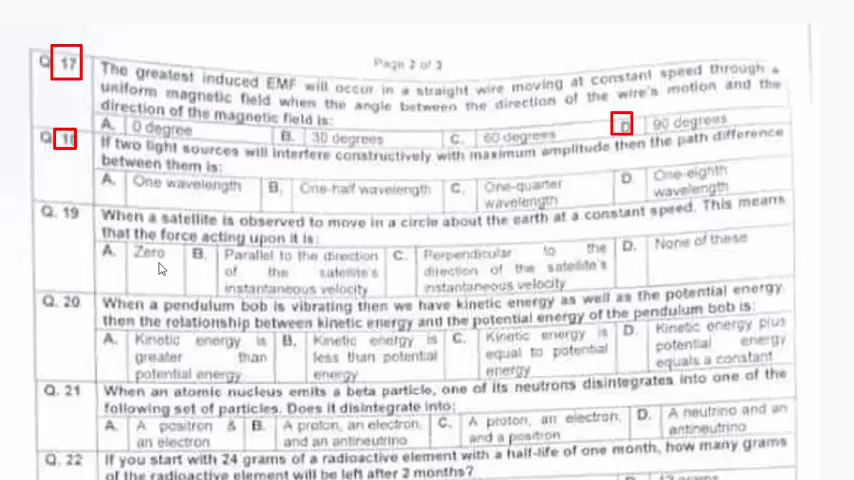 Page 2 of 3
Q. 17 The greatest induced EMF will occur in a straight wire moving at constant speed through a
uniform magnetic field when the angle between the direction of the wire's motion and the
direction of the magnetic field is:
A. 0 degree B. 30 degrees C. 60 degrees D 90 degrees
Q. 18 If two light sources will interfere constructively with maximum amplitude then the path difference
between them is:
A. One wavelength B. One-half wavelength C. One-quarter wavelength D. One-eighth wavelength
Q. 19 When a satellite is observed to move in a circle about the earth at a constant speed. This means
that the force acting upon it is:
A. Zero B. Parallel to the direction of the satellite's instantaneous velocity C. Perpendicular to the direction of the satellite's instantaneous velocity D. None of these
Q. 20 When a pendulum bob is vibrating then we have kinetic energy as well as the potential energy.
then the relationship between kinetic energy and the potential energy of the pendulum bob is:
A. Kinetic energy is greater than potential energy B. Kinetic energy is less than potential energy C. Kinetic energy is equal to potential energy D. Kinetic energy plus potential energy equals a constant
Q. 21 When an atomic nucleus emits a beta particle, one of its neutrons disintegrates into one of the
following set of particles. Does it disintegrate into:
A. A positron & an electron B. A proton, an electron, and an antineutrino C. A proton, an electron, and a position D. A neutrino and an antineutrino
Q. 22 If you start with 24 grams of a radioactive element with a half-life of one month, how many grams
of the radioactive element will be left after 2 months?